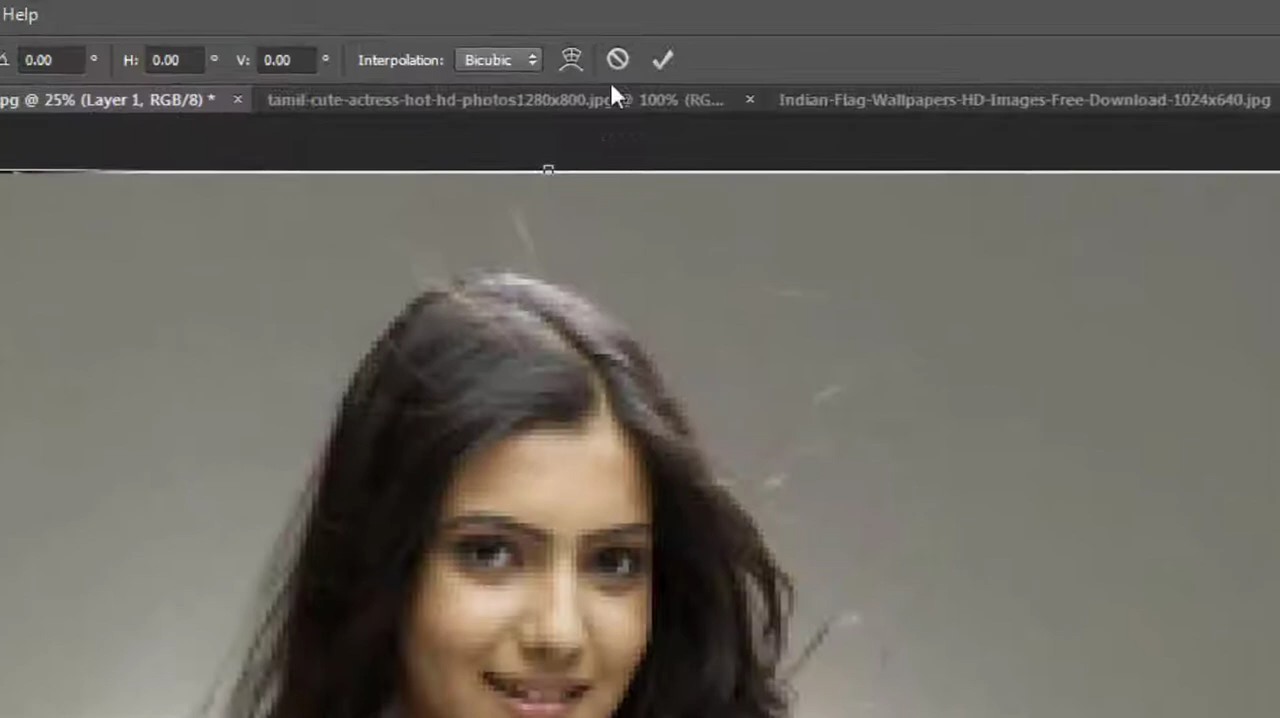 Help
0.00 ° H: 0.00 ° V: 0.00 ° Interpolation: Bicubic
pg @ 25% (Layer 1, RGB/8) * × tamil-cute-actress-hot-hd-photos1280x800.jpg @ 100% (RG... × Indian-Flag-Wallpapers-HD-Images-Free-Download-1024x640.jpg